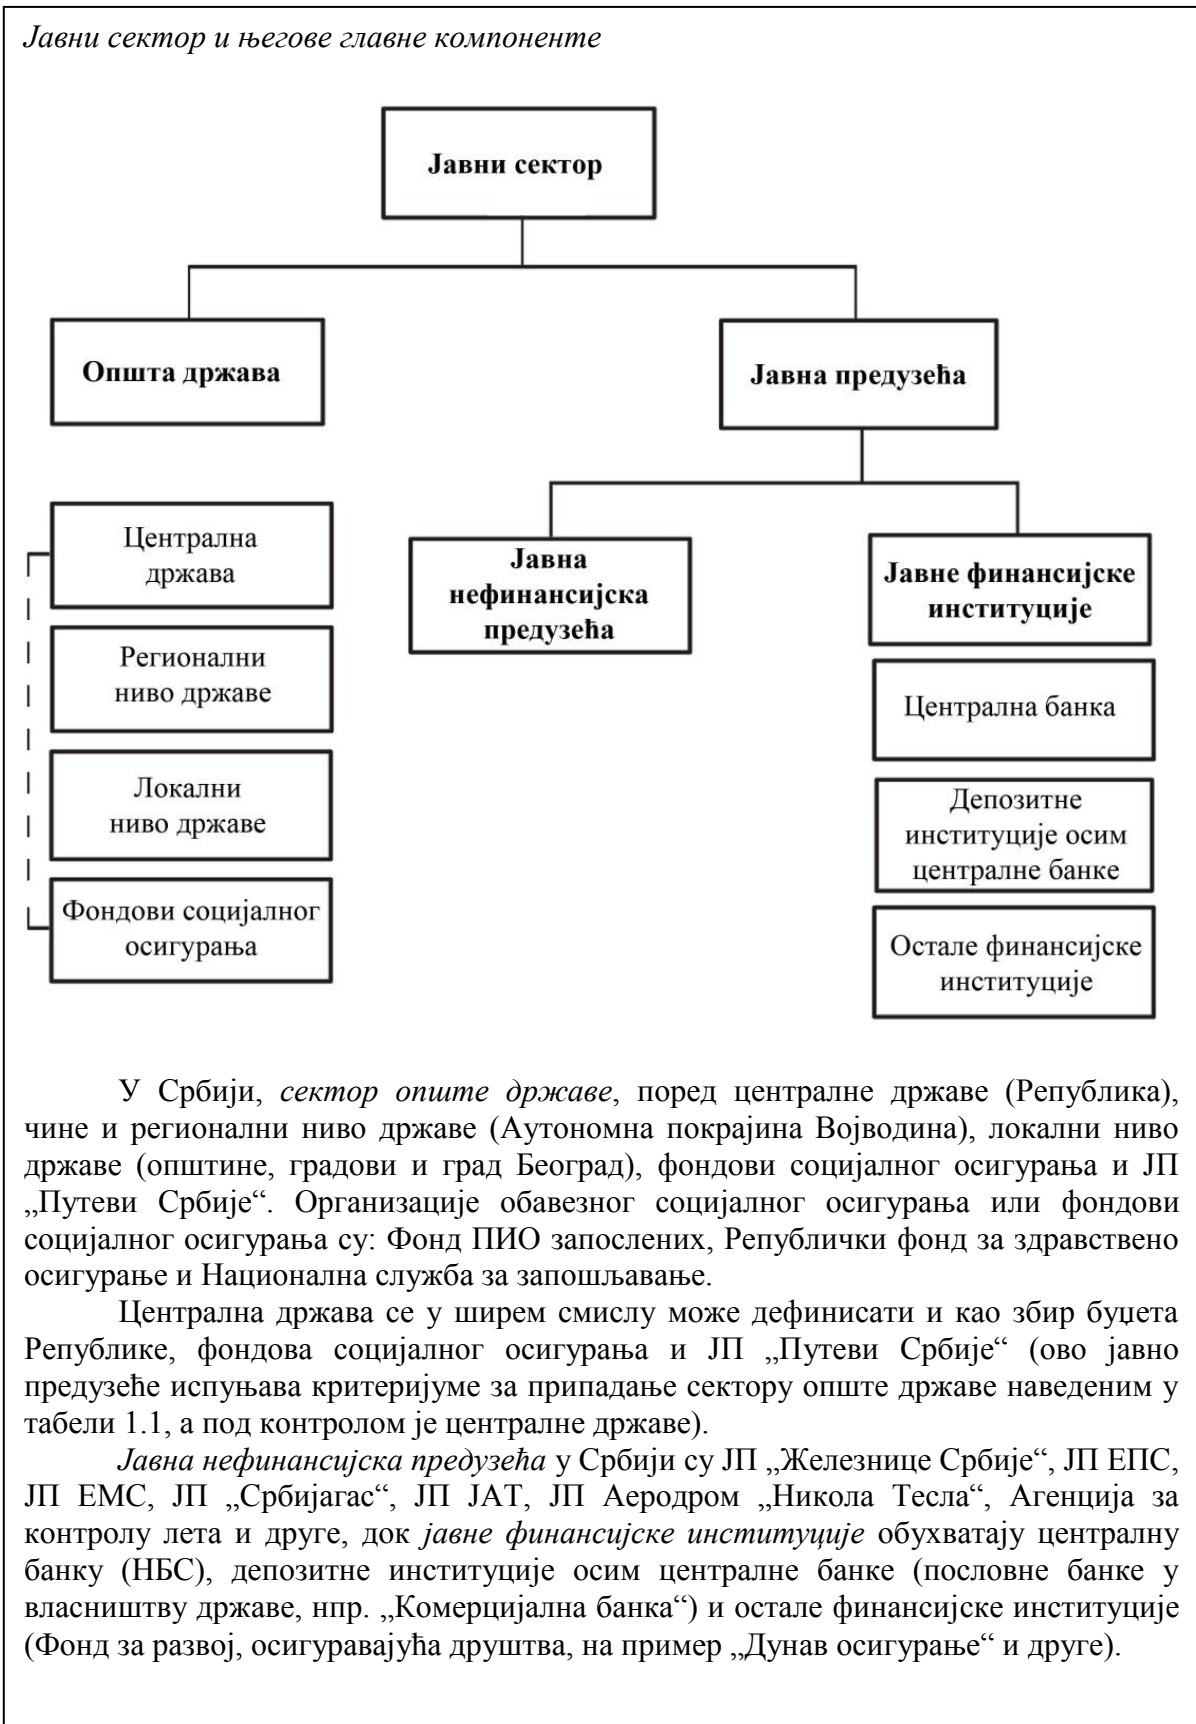 Јавни сектор и његове главне компоненте
Јавни сектор
Општа држава
Јавна предузећа
Централна
држава
Регионални
ниво државе
Локални
ниво државе
Фондови социјалног
осигурања
Јавна
нефинансијска
предузећа
Јавне финансијске
институције
Централна банка
Депозитне
институције осим
централне банке
Остале финансијске
институције
У Србији, сектор опште државе, поред централне државе (Република),
чине и регионални ниво државе (Аутономна покрајина Војводина), локални ниво
државе (општине, градови и град Београд), фондови социјалног осигурања и ЈП
„Путеви Србије“. Организације обавезног социјалног осигурања или фондови
социјалног осигурања су: Фонд ПИО запослених, Републички фонд за здравствено
осигурање и Национална служба за запошљавање.
Централна држава се у ширем смислу може дефинисати и као збир буџета
Републике, фондова социјалног осигурања и ЈП „Путеви Србије“ (ово јавно
предузеће испуњава критеријуме за припадање сектору опште државе наведеним у
табели 1.1, а под контролом је централне државе).
Јавна нефинансијска предузећа у Србији су ЈП „Железнице Србије“, ЈП ЕПС,
ЈП ЕМС, ЈП „Србијагас“, ЈП ЈАТ, ЈП Аеродром „Никола Тесла“, Агенција за
контролу лета и друге, док јавне финансијске институције обухватају централну
банку (НБС), депозитне институције осим централне банке (пословне банке у
власништву државе, нпр. „Комерцијална банка“) и остале финансијске институције
(Фонд за развој, осигуравајућа друштва, на пример „Дунав осигурање“ и друге).